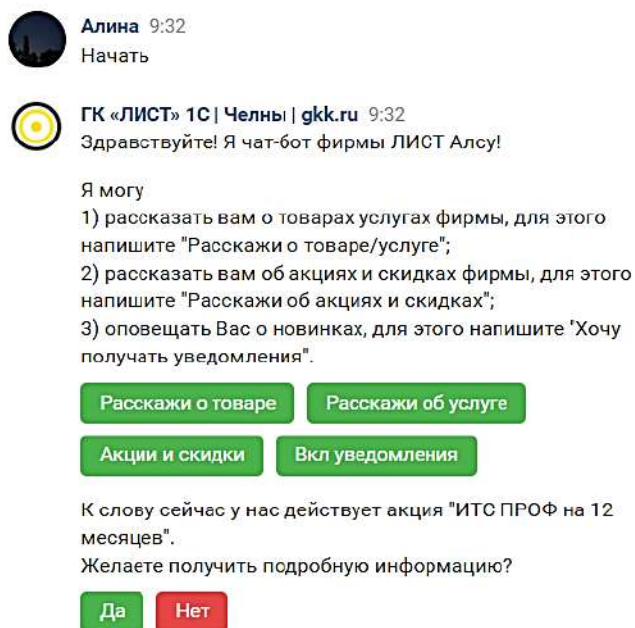 Алина 9:32
Начать
ГК «ЛИСТ» 1С | Челны | gkk.ru 9:32
Здравствуйте! Я чат-бот фирмы ЛИСТ Алсу!
Я могу
1) рассказать вам о товарах услугах фирмы, для этого
напишите "Расскажи о товаре/услуге";
2) рассказать вам об акциях и скидках фирмы, для этого
напишите "Расскажи об акциях и скидках";
3) оповещать Вас о новинках, для этого напишите "Хочу
получать уведомления".
Расскажи о товаре Расскажи об услуге
Акции и скидки Вкл уведомления
К слову сейчас у нас действует акция "ИТС ПРОФ на 12
месяцев".
Желаете получить подробную информацию?
Да Нет